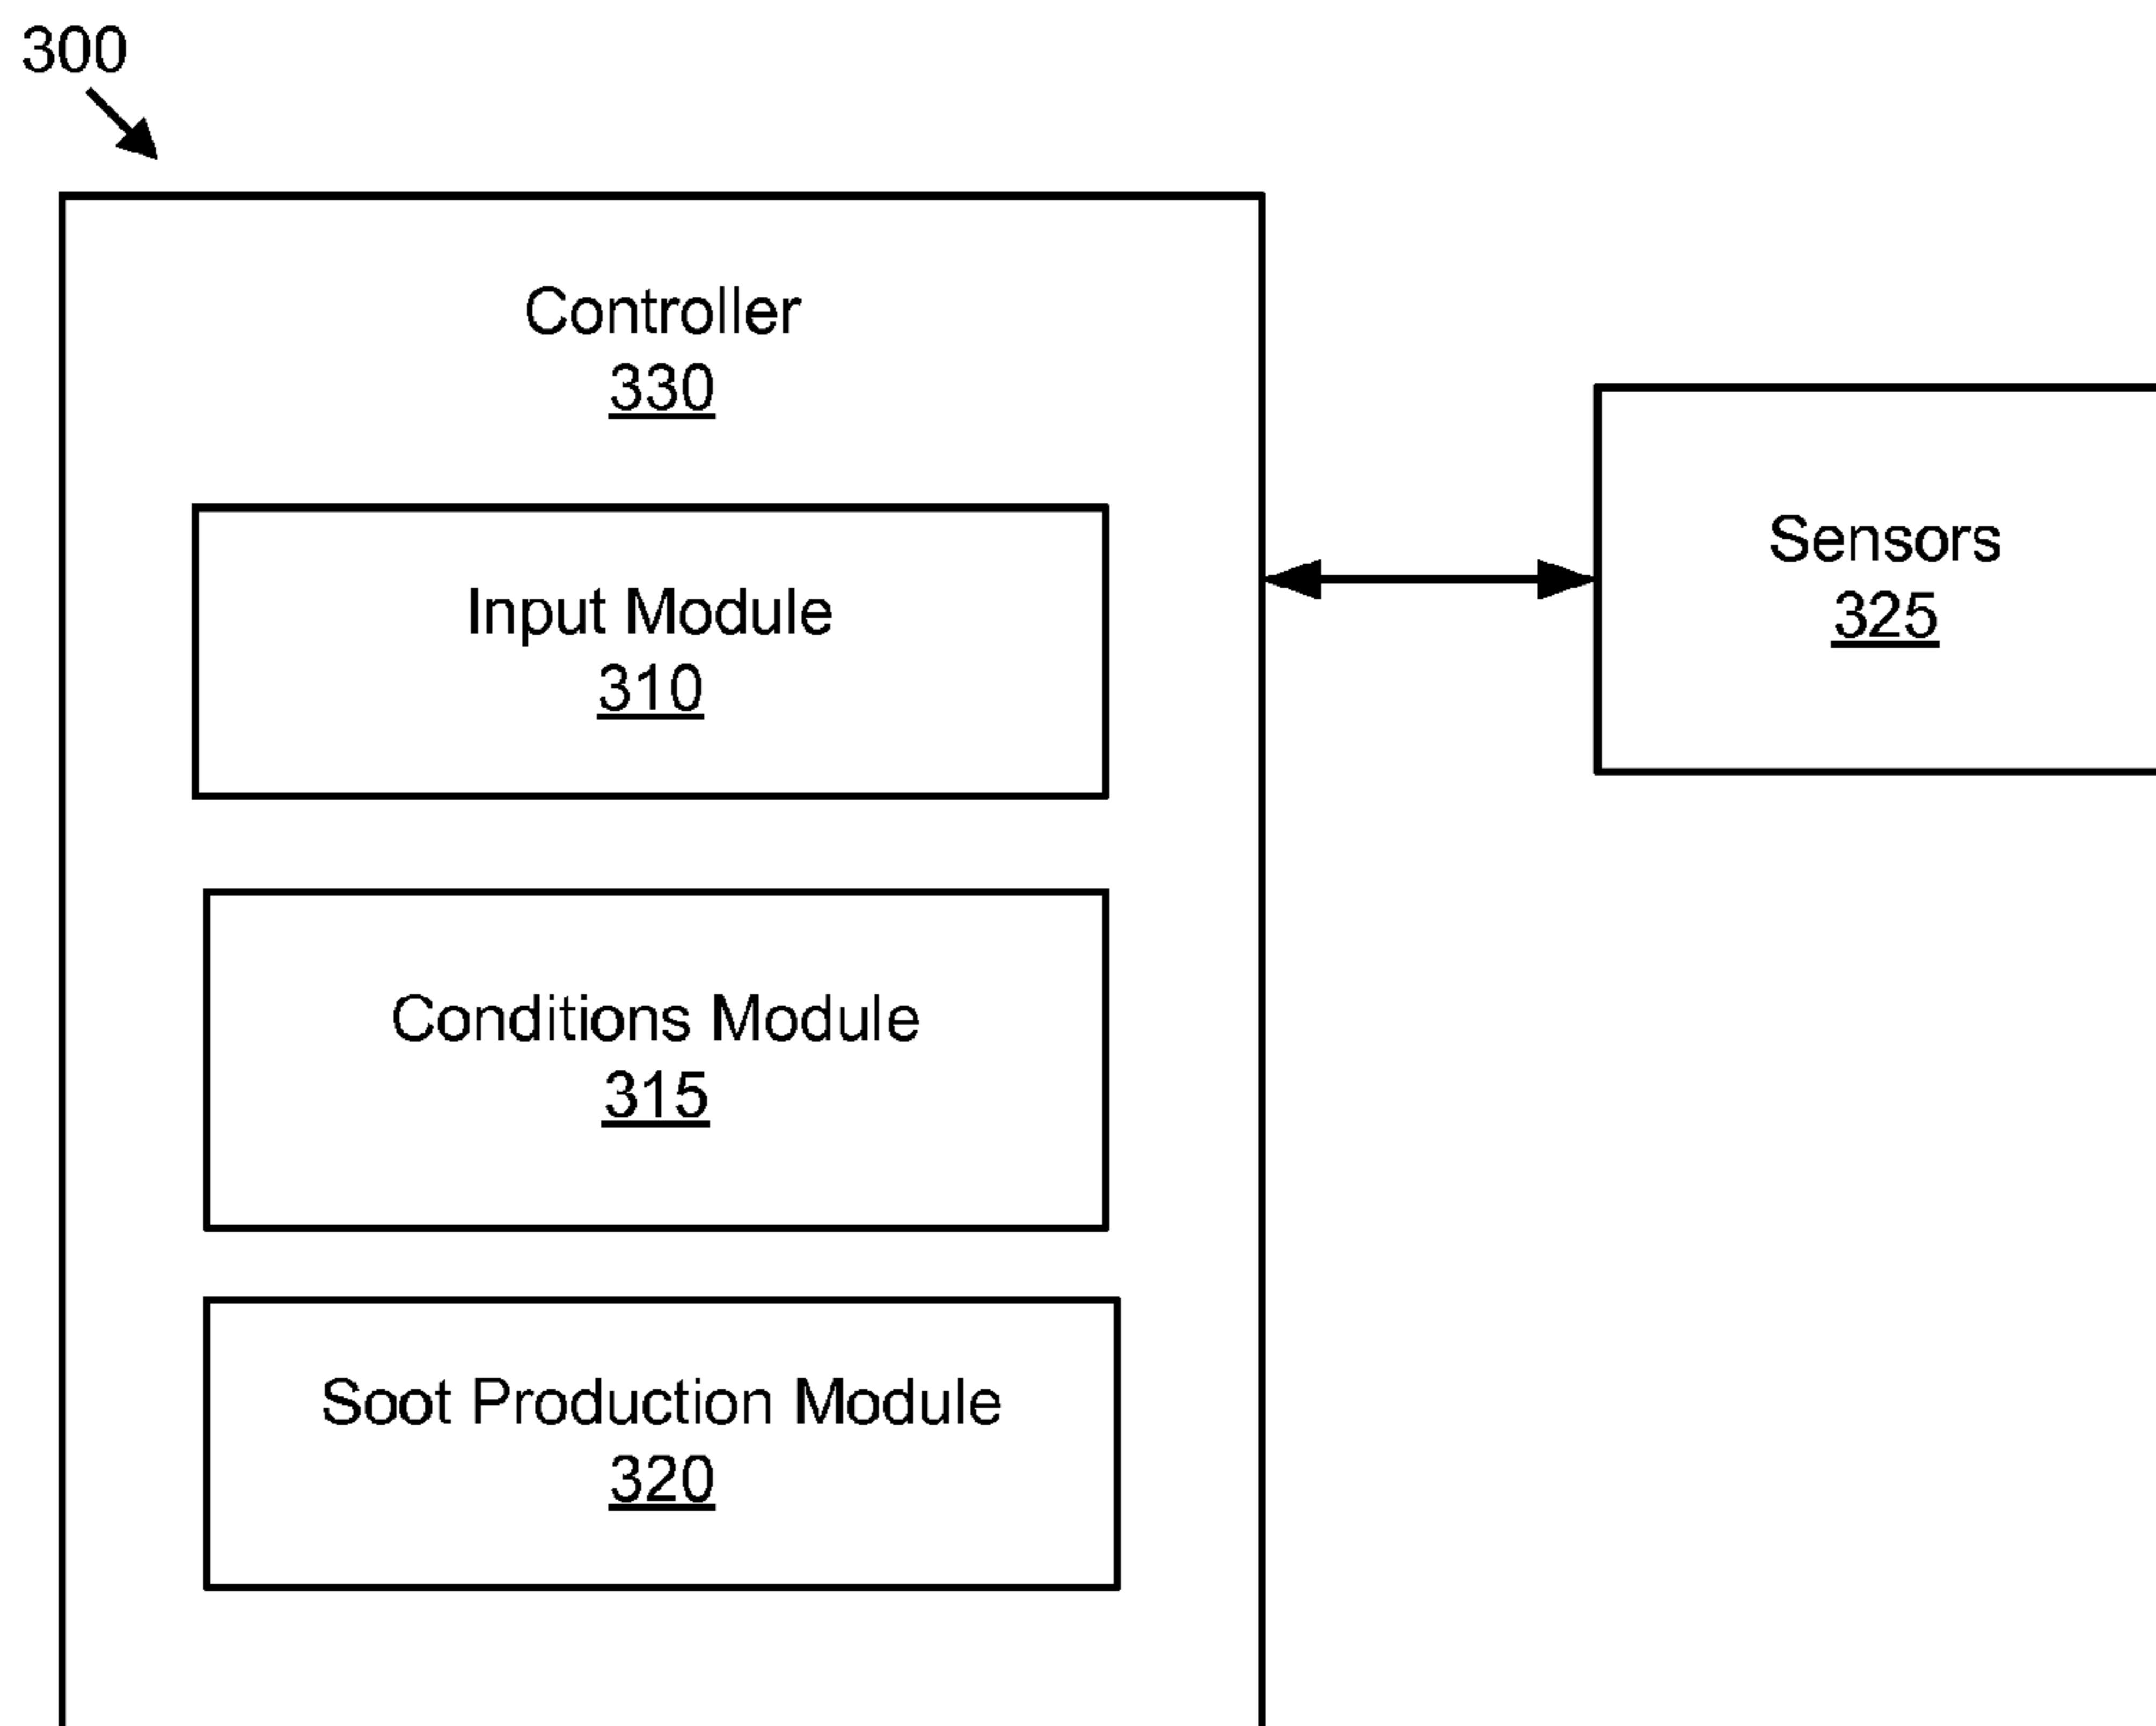 300
Controller
330
Input Module
310
Sensors
325
Conditions Module
315
Soot Production Module
320